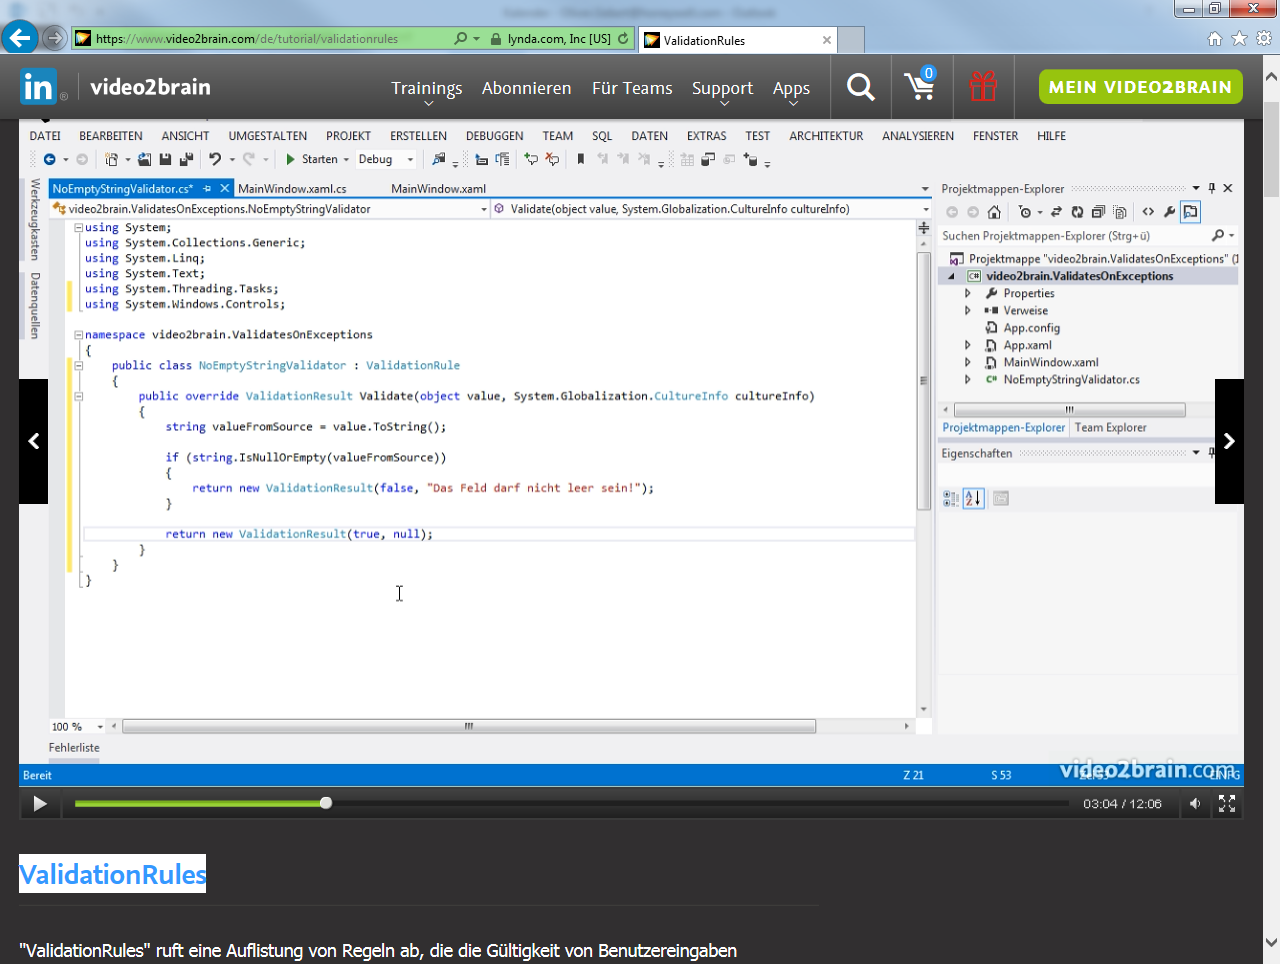 https://www.video2brain.com/de/tutorial/validationrules
lynda.com, Inc [US]
ValidationRules
in ® video2brain
Trainings Abonnieren Für Teams Support Apps
0
MEIN VIDEO2BRAIN
DATEI BEARBEITEN ANSICHT UMGESTALTEN PROJEKT ERSTELLEN DEBUGGEN TEAM SQL DATEN EXTRAS TEST ARCHITEKTUR ANALYSIEREN FENSTER HILFE
Starten Debug
Werkzeugkasten
Datenquellen
NoEmptyStringValidator.cs* MainWindow.xaml.cs MainWindow.xaml
video2brain.ValidatesOnExceptions.NoEmptyStringValidator
Validate(object value, System.Globalization.CultureInfo cultureInfo)
using System;
using System.Collections.Generic;
using System.Linq;
using System.Text;
using System.Threading.Tasks;
using System.Windows.Controls;
namespace video2brain.ValidatesOnExceptions
{
public class NoEmptyStringValidator : ValidationRule
{
public override ValidationResult Validate(object value, System.Globalization.CultureInfo cultureInfo)
{
string valueFromSource = value.ToString();
if (string.IsNullOrEmpty(valueFromSource))
{
return new ValidationResult(false, "Das Feld darf nicht leer sein!");
}
return new ValidationResult(true, null);
}
}
}
100 %
Fehlerliste
Projektmappen-Explorer
Suchen Projektmappen-Explorer (Strg+ü)
Projektmappe "video2brain.ValidatesOnExceptions" (1
C# video2brain.ValidatesOnExceptions
Properties
Verweise
App.config
App.xaml
MainWindow.xaml
C# NoEmptyStringValidator.cs
Projektmappen-Explorer Team Explorer
Eigenschaften
Bereit
Z 21
S 53
video2brain.com
03:04 / 12:06
ValidationRules
"ValidationRules" ruft eine Auflistung von Regeln ab, die die Gültigkeit von Benutzereingaben